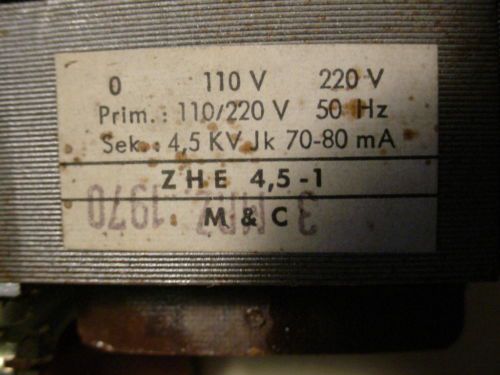 0 110 V 220 V
Prim.: 110/220 V 50 Hz
Sek.: 4,5 KV Jk 70-80 mA
ZHE 4,5-1
M & C
3 MRZ. 1970